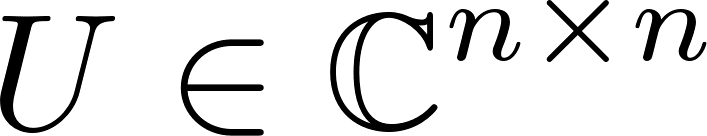 U ∈ ℂ^{n×n}